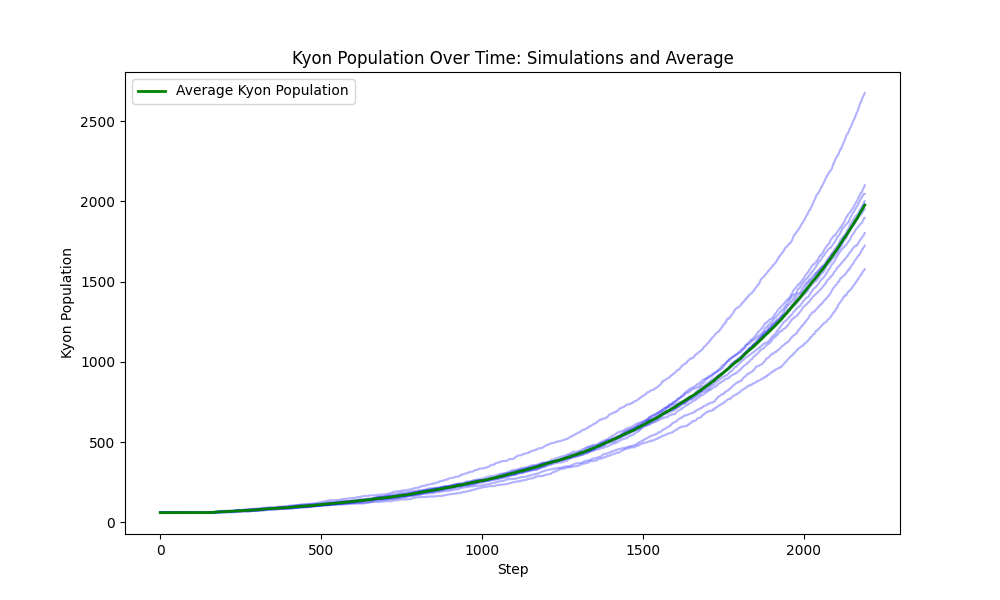 Kyon Population Over Time: Simulations and Average
Average Kyon Population
Kyon Population
2500
2000
1500
1000
500
0
0 500 1000 1500 2000
Step